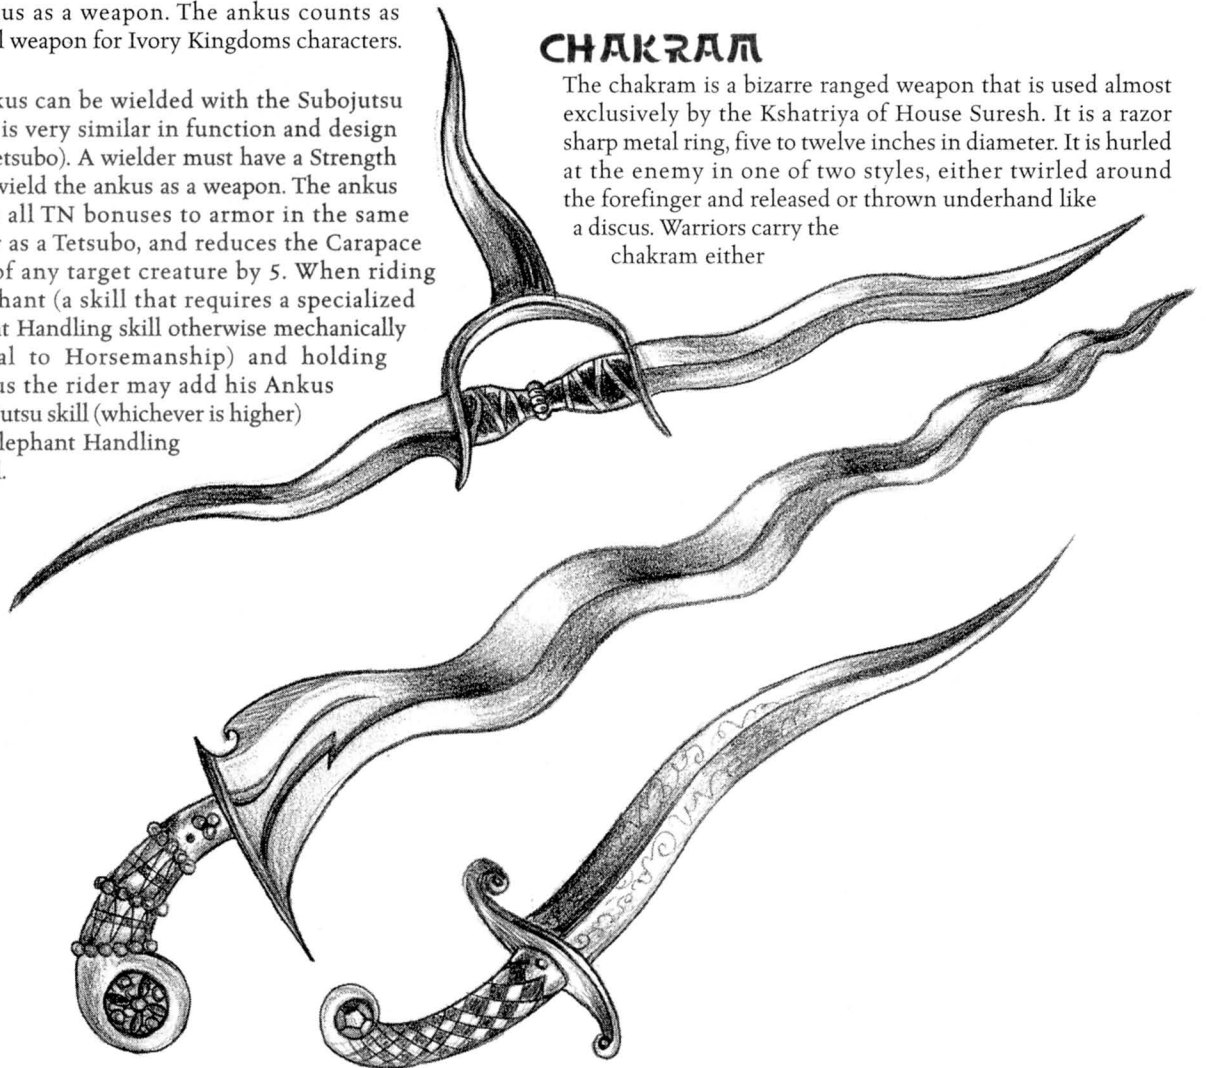 us as a weapon. The ankus counts as
weapon for Ivory Kingdoms characters.
kus can be wielded with the Subojutsu
is very similar in function and design
etsubo). A wielder must have a Strength
wield the ankus as a weapon. The ankus
all TN bonuses to armor in the same
as a Tetsubo, and reduces the Carapace
of any target creature by 5. When riding
hant (a skill that requires a specialized
nt Handling skill otherwise mechanically
al to Horsemanship) and holding
us the rider may add his Ankus
utsu skill (whichever is higher)
lephant Handling
CHAKRAM
The chakram is a bizarre ranged weapon that is used almost
exclusively by the Kshatriya of House Suresh. It is a razor
sharp metal ring, five to twelve inches in diameter. It is hurled
at the enemy in one of two styles, either twirled around
the forefinger and released or thrown underhand like
a discus. Warriors carry the
chakram either